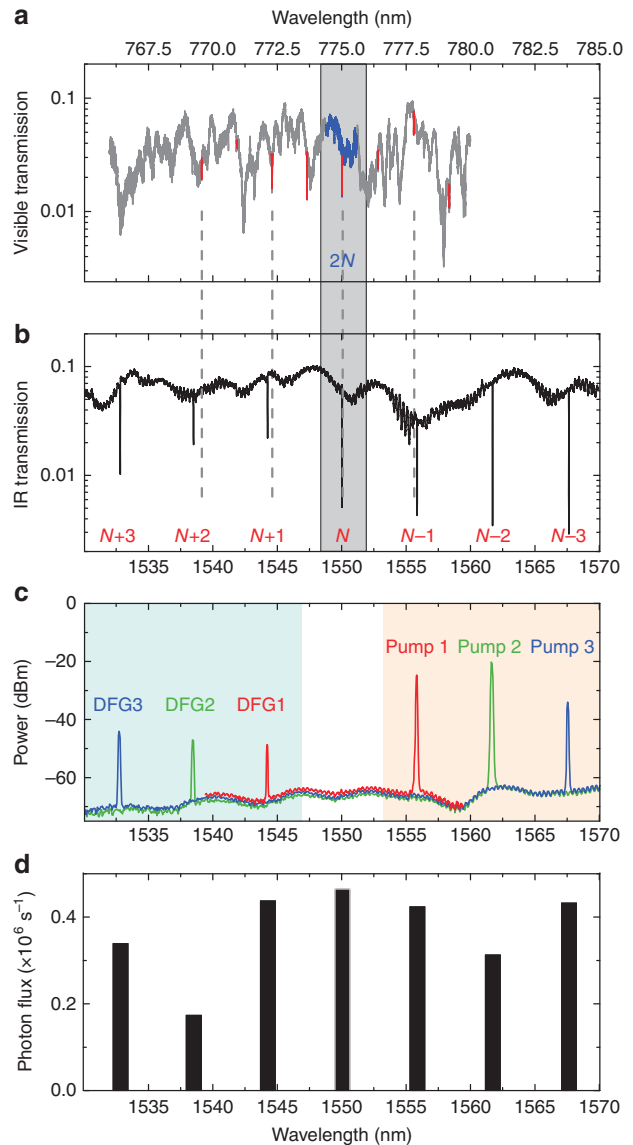 a
Wavelength (nm)
767.5 770.0 772.5 775.0 777.5 780.0 782.5 785.0
Visible transmission
0.1
0.01
2N
b
IR transmission
0.1
0.01
N+3 N+2 N+1 N N–1 N–2 N–3
1535 1540 1545 1550 1555 1560 1565 1570
c
Power (dBm)
0
–20
–40
–60
DFG3 DFG2 DFG1 Pump 1 Pump 2 Pump 3
1535 1540 1545 1550 1555 1560 1565 1570
d
Photon flux (×10⁶ s⁻¹)
0.4
0.2
0.0
1535 1540 1545 1550 1555 1560 1565 1570
Wavelength (nm)